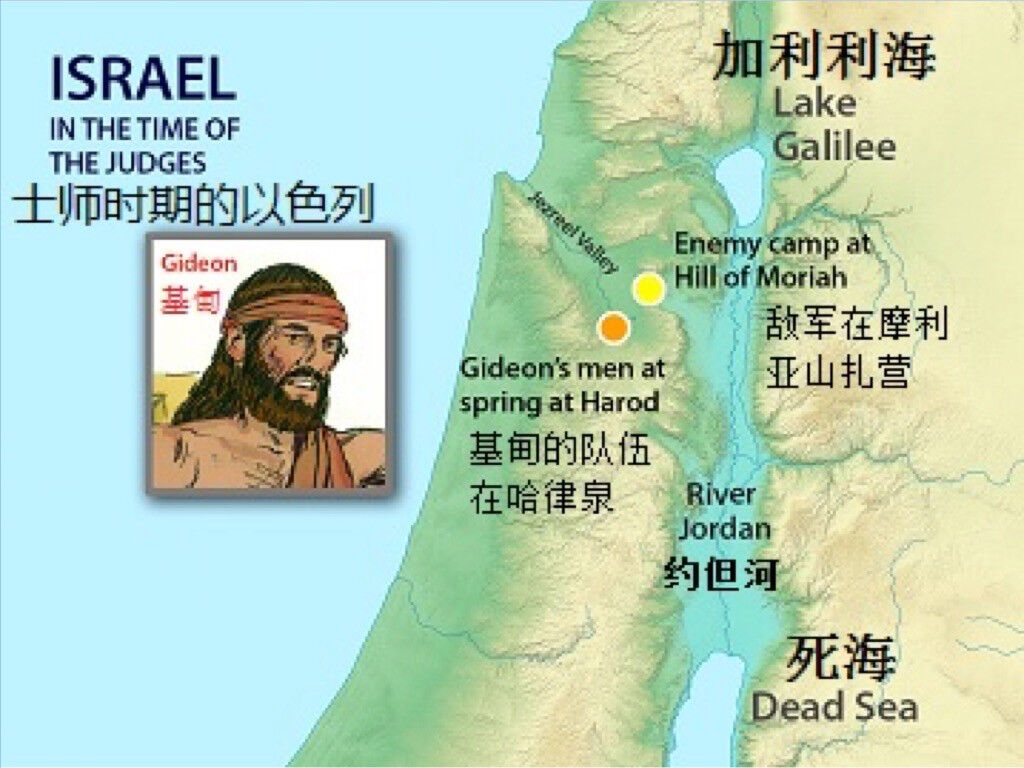 ISRAEL
IN THE TIME OF
THE JUDGES
士师时期的以色列
Gideon
基甸
加利利海
Lake
Galilee
Jezreel Valley
Enemy camp at
Hill of Moriah
敌军在摩利
亚山扎营
Gideon's men at
spring at Harod
基甸的队伍
在哈律泉
River
Jordan
约但河
死海
Dead Sea